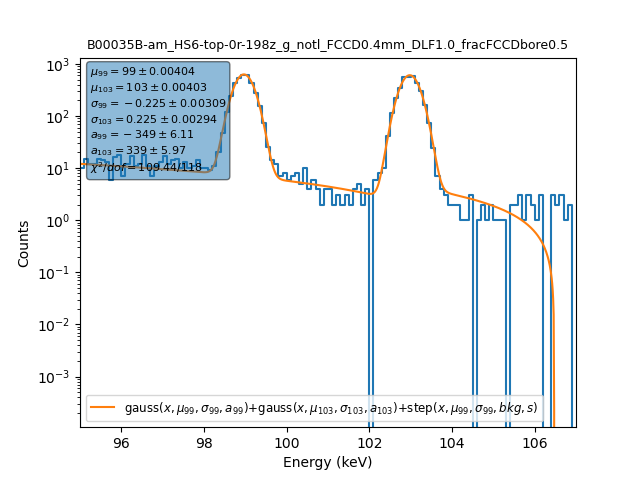 B00035B-am_HS6-top-0r-198z_g_notl_FCCD0.4mm_DLF1.0_fracFCCDbore0.5
μ₉₉ = 99 ± 0.00404
μ₁₀₃ = 103 ± 0.00403
σ₉₉ = −0.225 ± 0.00309
σ₁₀₃ = 0.225 ± 0.00294
a₉₉ = −349 ± 6.11
a₁₀₃ = 339 ± 5.97
χ²/dof = 109.44/118
10³
10²
10¹
10⁰
10⁻¹
10⁻²
10⁻³
Counts
gauss(x, μ₉₉, σ₉₉, a₉₉)+gauss(x, μ₁₀₃, σ₁₀₃, a₁₀₃)+step(x, μ₉₉, σ₉₉, bkg, s)
96 98 100 102 104 106
Energy (keV)